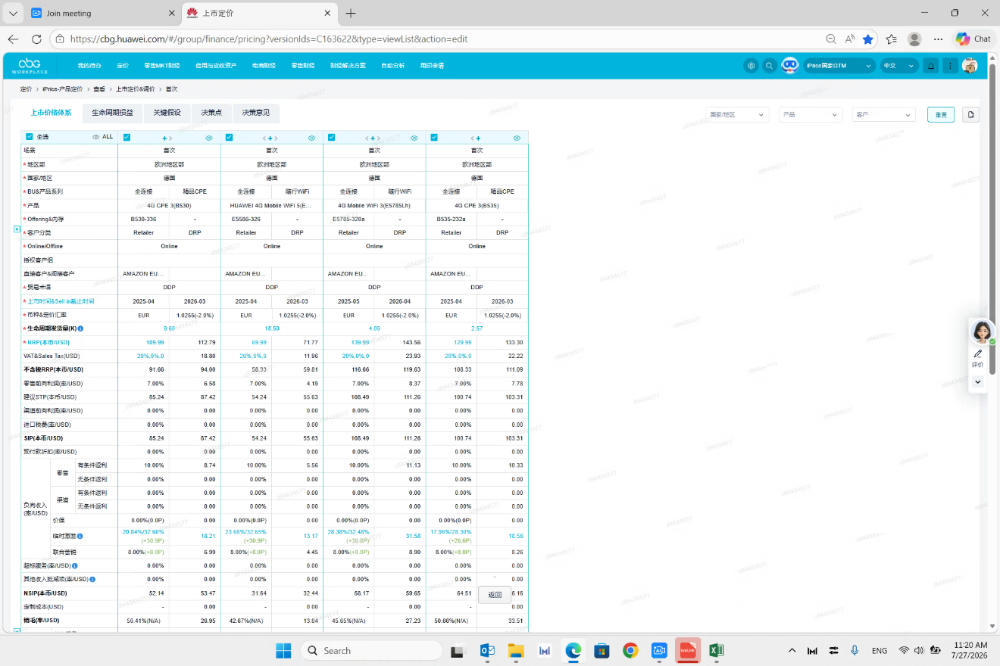 Join meeting
上市定价
https://cbg.huawei.com/#/group/finance/pricing?versionIds=C163622&type=viewList&action=edit
Chat
cbg WORKPLACE 我的待办 定价 零售MKT财经 信用与应收资产 电商财经 零售财经 财经解决方案 自助分析 用印申请 iPrice国家GTM 中文
定价 > iPrice-产品定价 > 查看 > 上市定价&调价 > 首次
上市价格体系 生命周期损益 关键假设 决策点 决策意见 国家/地区 产品 客户 重置
全选 ALL
场景 首次 首次 首次 首次
*地区部 欧洲地区部 欧洲地区部 欧洲地区部 欧洲地区部
*国家/地区 德国 德国 德国 德国
*BU&产品系列 全连接 精品CPE 全连接 随行WiFi 全连接 随行WiFi 全连接 精品CPE
*产品 4G CPE 3(B530) HUAWEI 4G Mobile WiFi 5(E... 4G Mobile WiFi 3(E5785Lh) 4G CPE 3(B535)
*Offering&内存 B530-336 - E5586-326 - E5785-320a - B535-232a -
*客户分类 Retailer DRP Retailer DRP Retailer DRP Retailer DRP
*Online/Offline Online Online Online Online
授权客户组
直接客户&间接客户 AMAZON EU... AMAZON EU... AMAZON EU... AMAZON EU...
*贸易术语 DDP DDP DDP DDP
*上市时间&Sell in截止时间 2025-04 2026-03 2025-04 2026-03 2025-05 2026-04 2025-04 2026-03
*币种&定价汇率 EUR 1.0255(-2.0%) EUR 1.0255(-2.0%) EUR 1.0255(-2.0%) EUR 1.0255(-2.0%)
*生命周期发货量(K) 9.60 18.50 4.09 2.57
*RRP(本币/USD) 109.99 112.79 69.99 71.77 139.99 143.56 129.99 133.30
VAT&Sales Tax(USD) 20%,0%,0 18.80 20%,0%,0 11.96 20%,0%,0 23.93 20%,0%,0 22.22
不含税RRP(本币/USD) 91.66 94.00 58.33 59.81 116.66 119.63 108.33 111.09
零售前向利润(率/USD) 7.00% 6.58 7.00% 4.19 7.00% 8.37 7.00% 7.78
建议STP(本币/USD) 85.24 87.42 54.24 55.63 108.49 111.26 100.74 103.31
渠道前向利润(率/USD) 0.00% 0.00 0.00% 0.00 0.00% 0.00 0.00% 0.00
进口税费(率/USD) 0.00% 0.00 0.00% 0.00 0.00% 0.00 0.00% 0.00
SIP(本币/USD) 85.24 87.42 54.24 55.63 108.49 111.26 100.74 103.31
预付款折扣(率/USD) 0.00% 0.00 0.00% 0.00 0.00% 0.00 0.00% 0.00
负向收入(率/USD) 零售 有条件返利 10.00% 8.74 10.00% 5.56 10.00% 11.13 10.00% 10.33
无条件返利 0.00% 0.00 0.00% 0.00 0.00% 0.00 0.00% 0.00
渠道 有条件返利 0.00% 0.00 0.00% 0.00 0.00% 0.00 0.00% 0.00
无条件返利 0.00% 0.00 0.00% 0.00 0.00% 0.00 0.00% 0.00
价保 0.00%(0.0P) 0.00 0.00%(0.0P) 0.00 0.00%(0.0P) 0.00 0.00%(0.0P) 0.00
临时激励 20.84%/32.60% (+30.9P) 18.21 23.68%/32.65% (+30.9P) 13.17 28.38%/32.48% 31.58 17.96%/28.30% (+26.6P) 18.56
联合营销 8.00%(+8.0P) 6.99 8.00%(+8.0P) 4.45 8.00%(+8.0P) 8.90 8.00%(+8.0P) 8.26
超标服务(率/USD) 0.00% 0.00 0.00% 0.00 0.00% 0.00 0.00% 0.00
其他收入抵减项(率/USD) 0.00% 0.00 0.00% 0.00 0.00% 0.00 0.00% 0.00
NSIP(本币/USD) 52.14 53.47 31.64 32.44 58.17 59.65 64.51 6.16
返回
定制成本(USD) - 0.00 - 0.00 - 0.00 - 0.00
销毛(率/USD) 50.41%(N/A) 26.95 42.67%(N/A) 13.84 45.65%(N/A) 27.23 50.66%(N/A) 33.51
评价
z84434577
Search
ENG
11:20 AM
7/27/2026